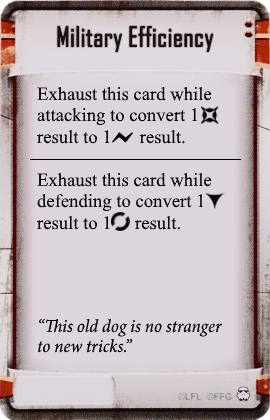 Military Efficiency
Exhaust this card while
attacking to convert 1
result to 1 result.
Exhaust this card while
defending to convert 1
result to 1 result.
“This old dog is no stranger
to new tricks.”
©LFL ©FFG